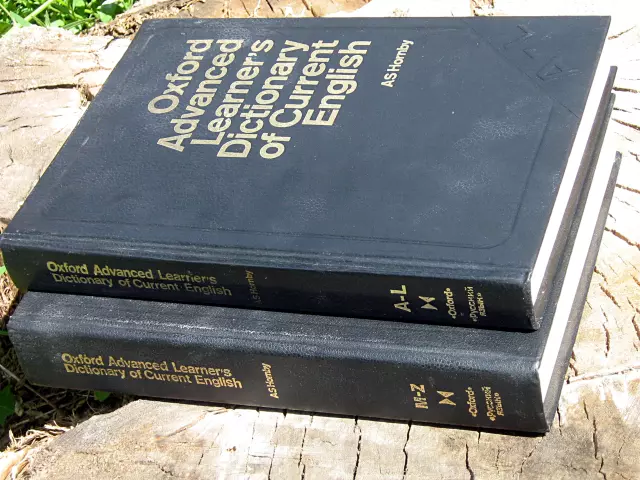 Oxford
Advanced
Learner's
Dictionary
of Current
English
AS Hornby
Oxford Advanced Learner's
Dictionary of Current English
AS Hornby
A-L
«Oxford»
«Русский
язык»
Oxford Advanced Learner's
Dictionary of Current English
AS Hornby
M-Z
«Oxford»
«Русский
язык»